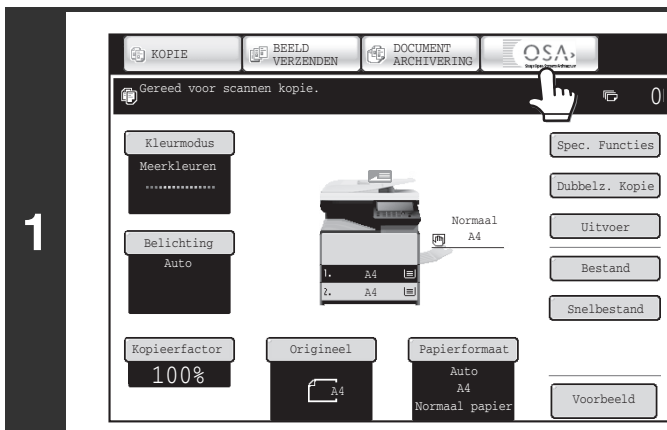 1
KOPIE
BEELD
VERZENDEN
DOCUMENT
ARCHIVERING
OSA
Gereed voor scannen kopie.
0
Kleurmodus
Meerkleuren
Belichting
Auto
Kopieerfactor
100%
Normaal
A4
1. A4
2. A4
Origineel
A4
Papierformaat
Auto
A4
Normaal papier
Spec. Functies
Dubbelz. Kopie
Uitvoer
Bestand
Snelbestand
Voorbeeld